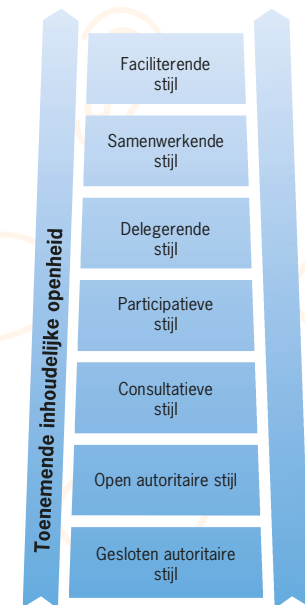 Faciliterende
stijl
Samenwerkende
stijl
Delegerende
stijl
Participatieve
stijl
Consultatieve
stijl
Open autoritaire stijl
Gesloten autoritaire
stijl
Toenemende inhoudelijke openheid